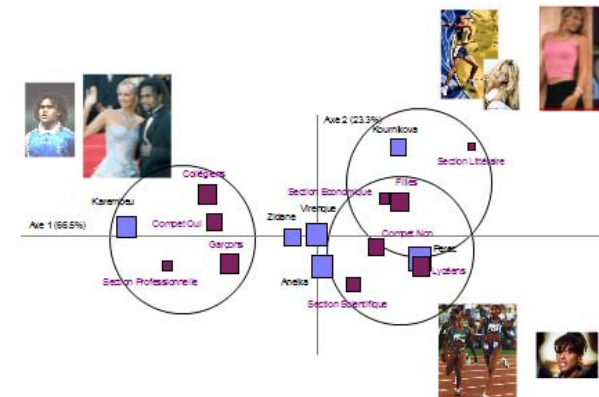 Axe 2 (23.3%)
Kournikova
Section Littéraire
Collégiens
Filles
Section Economique
Karembeu
Virenque
Zidane
Compet Oui
Axe 1 (66.5%)
Compet Non
Garçons
Perec
Lycéens
Section Professionnelle
Anelka
Section Scientifique